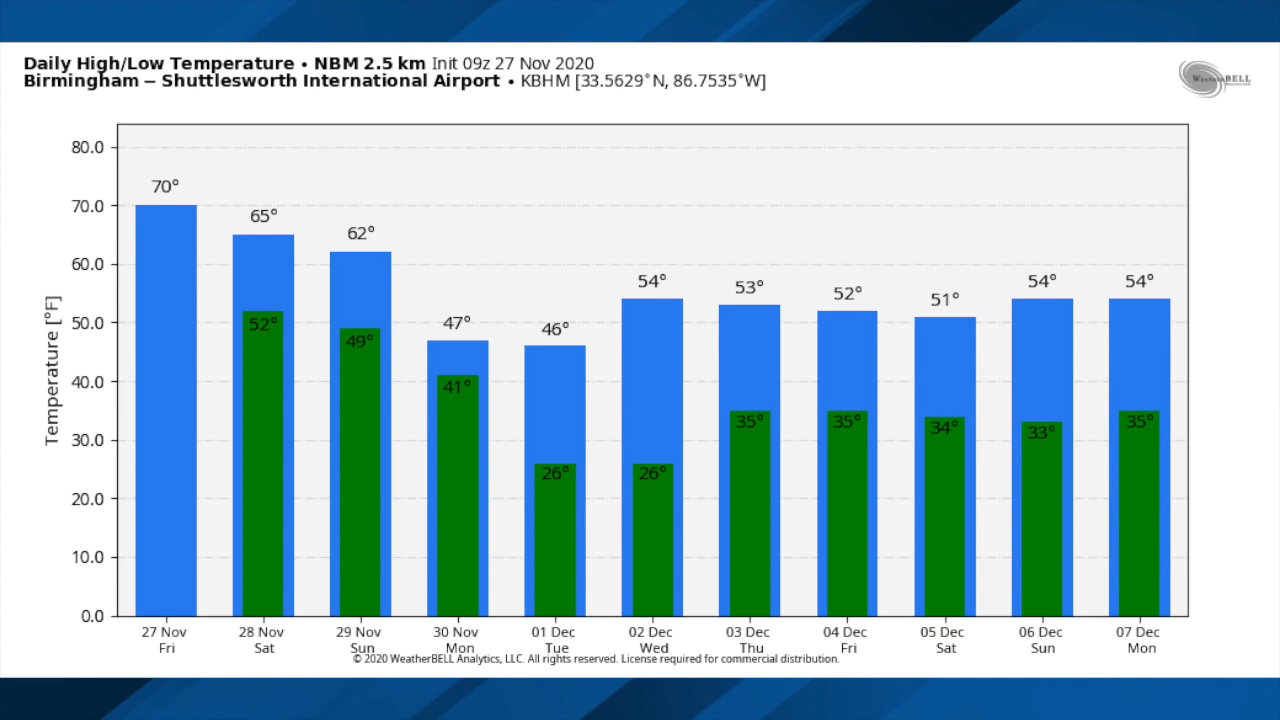 Daily High/Low Temperature • NBM 2.5 km Init 09z 27 Nov 2020
Birmingham − Shuttlesworth International Airport • KBHM [33.5629°N, 86.7535°W]
WeatherBELL
80.0
70.0
60.0
50.0
40.0
30.0
20.0
10.0
0.0
Temperature [°F]
70°
65°
62°
47°
46°
54°
53°
52°
51°
54°
54°
52°
49°
41°
26°
26°
35°
35°
34°
33°
35°
27 Nov
Fri
28 Nov
Sat
29 Nov
Sun
30 Nov
Mon
01 Dec
Tue
02 Dec
Wed
03 Dec
Thu
04 Dec
Fri
05 Dec
Sat
06 Dec
Sun
07 Dec
Mon
© 2020 WeatherBELL Analytics, LLC. All rights reserved. License required for commercial distribution.